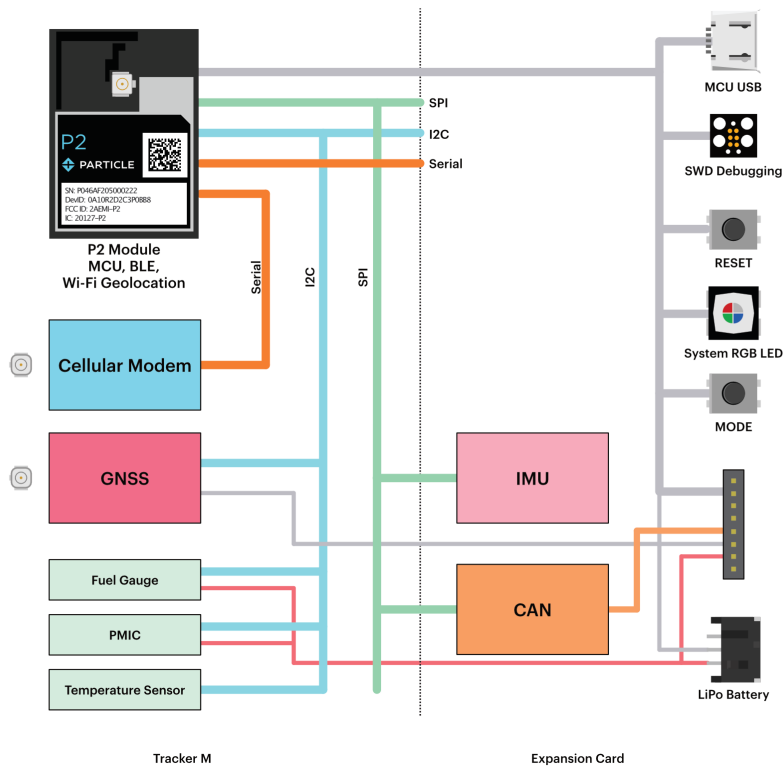 P2
PARTICLE
SN: P046AF205000222
DevID: 0A10R2D2C3P0BB8
FCC ID: 2AEMI-P2
IC: 20127-P2
P2 Module
MCU, BLE,
Wi-Fi Geolocation
SPI
I2C
Serial
Serial
I2C
SPI
MCU USB
SWD Debugging
RESET
System RGB LED
MODE
Cellular Modem
GNSS
IMU
Fuel Gauge
CAN
PMIC
Temperature Sensor
LiPo Battery
Tracker M
Expansion Card